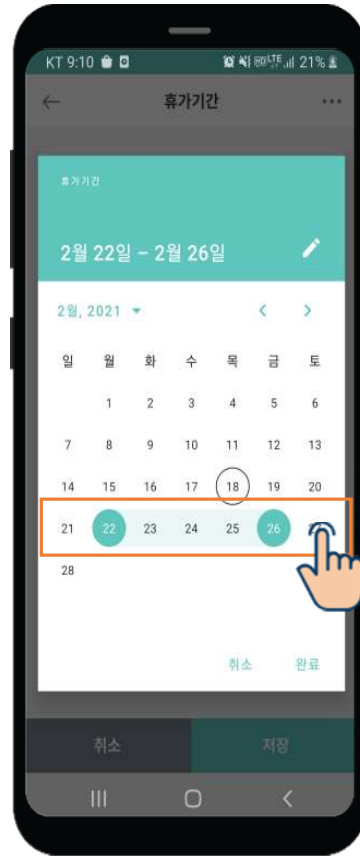 KT 9:10 21%
휴가기간
휴가기간
2월 22일 – 2월 26일
2월, 2021
일 월 화 수 목 금 토
1 2 3 4 5 6
7 8 9 10 11 12 13
14 15 16 17 18 19 20
21 22 23 24 25 26
28
취소 완료
취소 저장